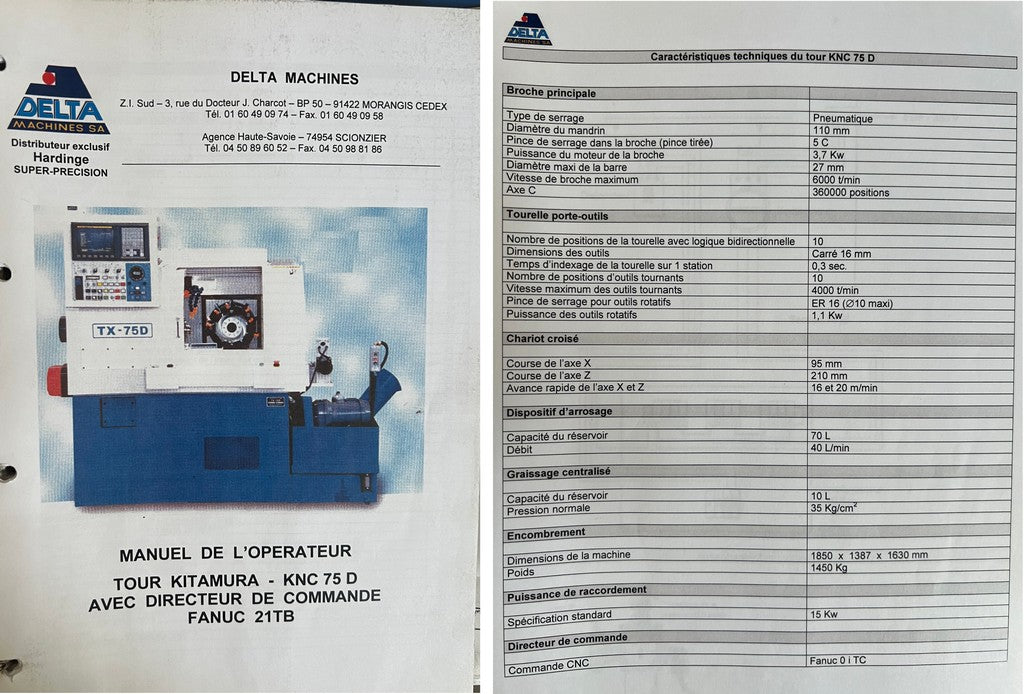 DELTA
MACHINES SA
Distributeur exclusif
Hardinge
SUPER-PRECISION
DELTA MACHINES
Z.I. Sud – 3, rue du Docteur J. Charcot – BP 50 – 91422 MORANGIS CEDEX
Tél. 01 60 49 09 74 – Fax. 01 60 49 09 58
Agence Haute-Savoie – 74954 SCIONZIER
Tél. 04 50 89 60 52 – Fax. 04 50 98 81 86
TX-75D
MANUEL DE L'OPERATEUR
TOUR KITAMURA - KNC 75 D
AVEC DIRECTEUR DE COMMANDE
FANUC 21TB
DELTA
MACHINES SA
Caractéristiques techniques du tour KNC 75 D
Broche principale
Type de serrage Pneumatique
Diamètre du mandrin 110 mm
Pince de serrage dans la broche (pince tirée) 5 C
Puissance du moteur de la broche 3,7 Kw
Diamètre maxi de la barre 27 mm
Vitesse de broche maximum 6000 t/min
Axe C 360000 positions
Tourelle porte-outils
Nombre de positions de la tourelle avec logique bidirectionnelle 10
Dimensions des outils Carré 16 mm
Temps d'indexage de la tourelle sur 1 station 0,3 sec.
Nombre de positions d'outils tournants 10
Vitesse maximum des outils tournants 4000 t/min
Pince de serrage pour outils rotatifs ER 16 (∅10 maxi)
Puissance des outils rotatifs 1,1 Kw
Chariot croisé
Course de l'axe X 95 mm
Course de l'axe Z 210 mm
Avance rapide de l'axe X et Z 16 et 20 m/min
Dispositif d'arrosage
Capacité du réservoir 70 L
Débit 40 L/min
Graissage centralisé
Capacité du réservoir 10 L
Pression normale 35 Kg/cm²
Encombrement
Dimensions de la machine 1850 x 1387 x 1630 mm
Poids 1450 Kg
Puissance de raccordement
Spécification standard 15 Kw
Directeur de commande
Commande CNC Fanuc 0 i TC